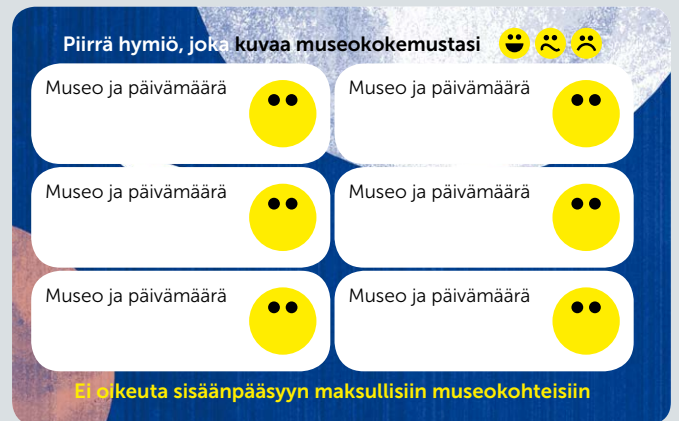 Piirrä hymiö, joka kuvaa museokokemustasi
Museo ja päivämäärä
Museo ja päivämäärä
Museo ja päivämäärä
Museo ja päivämäärä
Museo ja päivämäärä
Museo ja päivämäärä
Ei oikeuta sisäänpääsyyn maksullisiin museokohteisiin